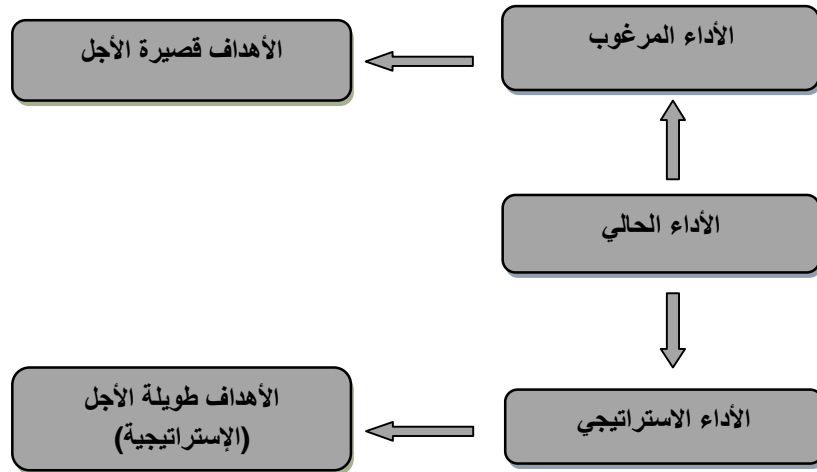 الأداء المرغوب
الأهداف قصيرة الأجل
الأداء الحالي
الأداء الاستراتيجي
الأهداف طويلة الأجل
(الإستراتيجية)